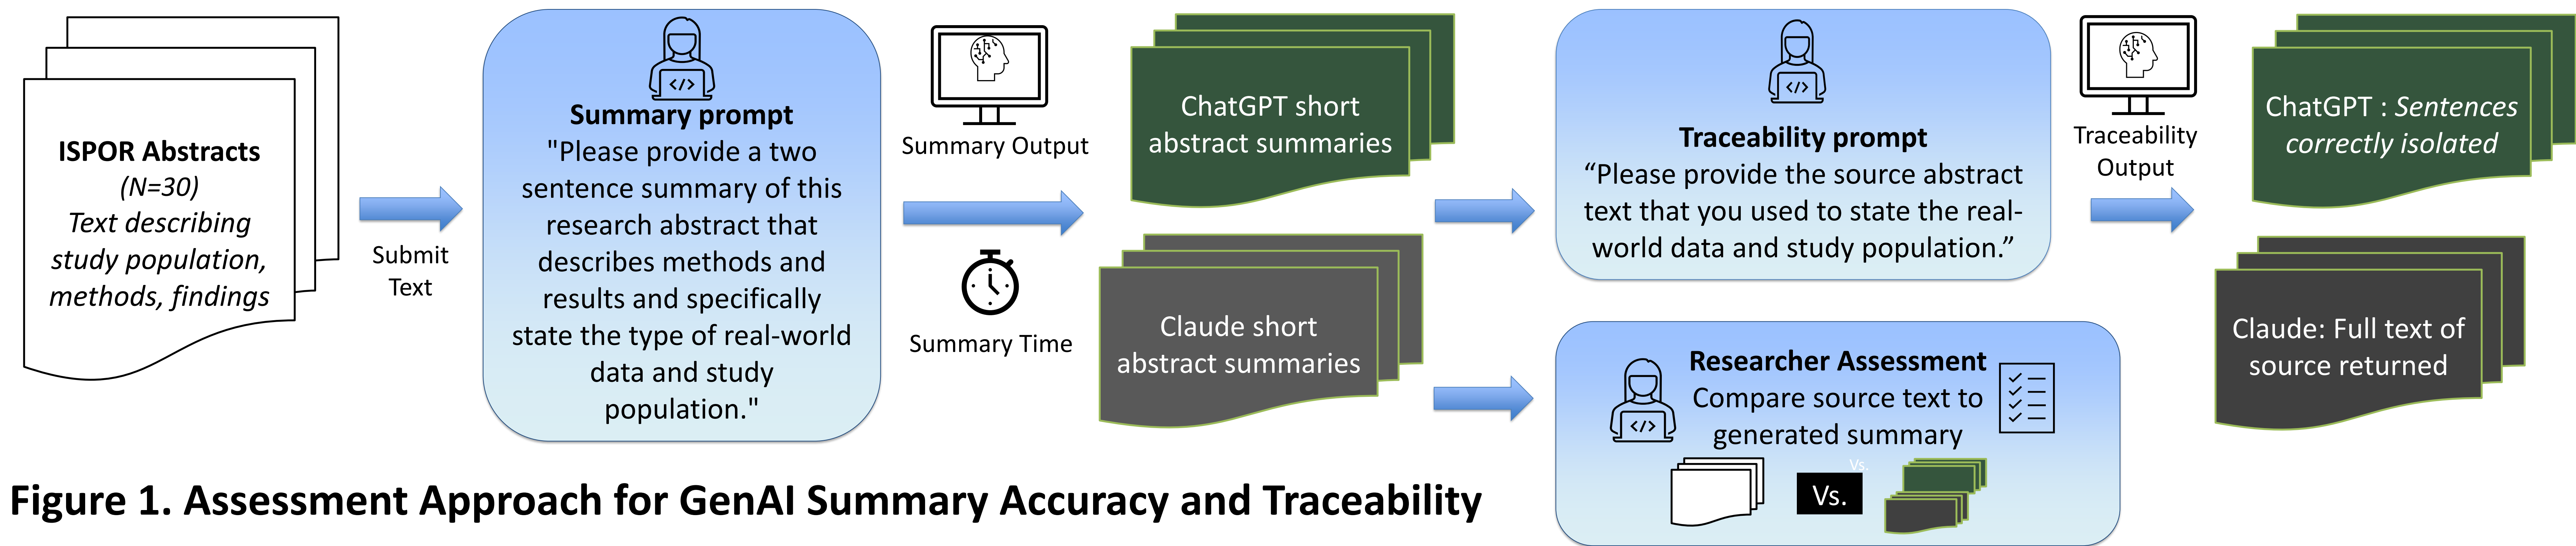 ISPOR Abstracts
(N=30)
Text describing
study population,
methods, findings
Submit
Text
Summary prompt
"Please provide a two
sentence summary of this
research abstract that
describes methods and
results and specifically
state the type of real-world
data and study
population."
Summary Output
Summary Time
ChatGPT short
abstract summaries
Claude short
abstract summaries
Traceability prompt
“Please provide the source abstract
text that you used to state the real-
world data and study population.”
Traceability
Output
ChatGPT : Sentences
correctly isolated
Claude: Full text of
source returned
Researcher Assessment
Compare source text to
generated summary
Vs.
Vs.
</>
</>
</>
Figure 1. Assessment Approach for GenAI Summary Accuracy and Traceability